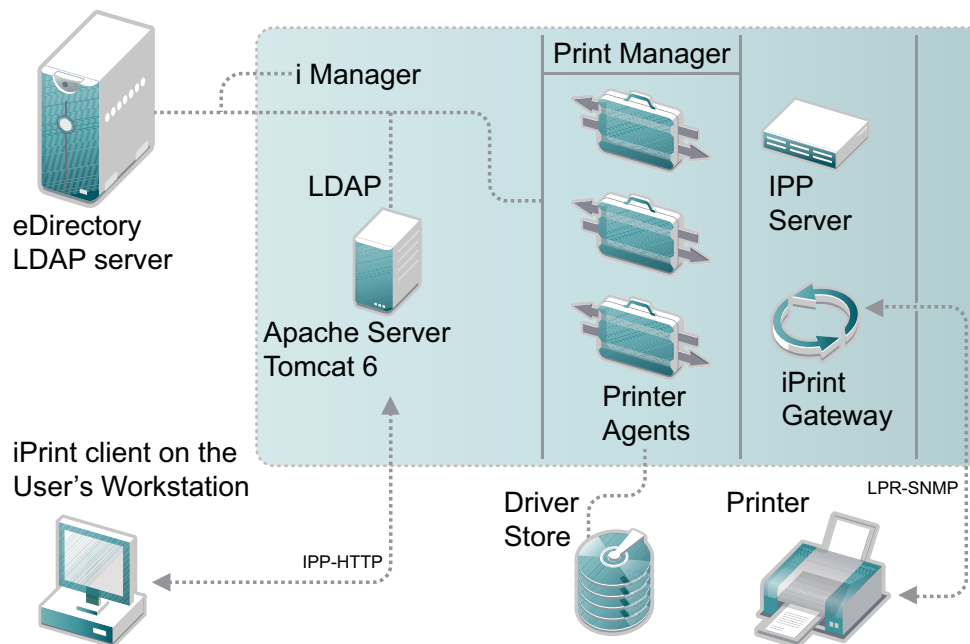 Print Manager
i Manager
LDAP
eDirectory
LDAP server
IPP
Server
Apache Server
Tomcat 6
Printer
Agents
iPrint
Gateway
iPrint client on the
User's Workstation
IPP-HTTP
Driver
Store
Printer
LPR-SNMP